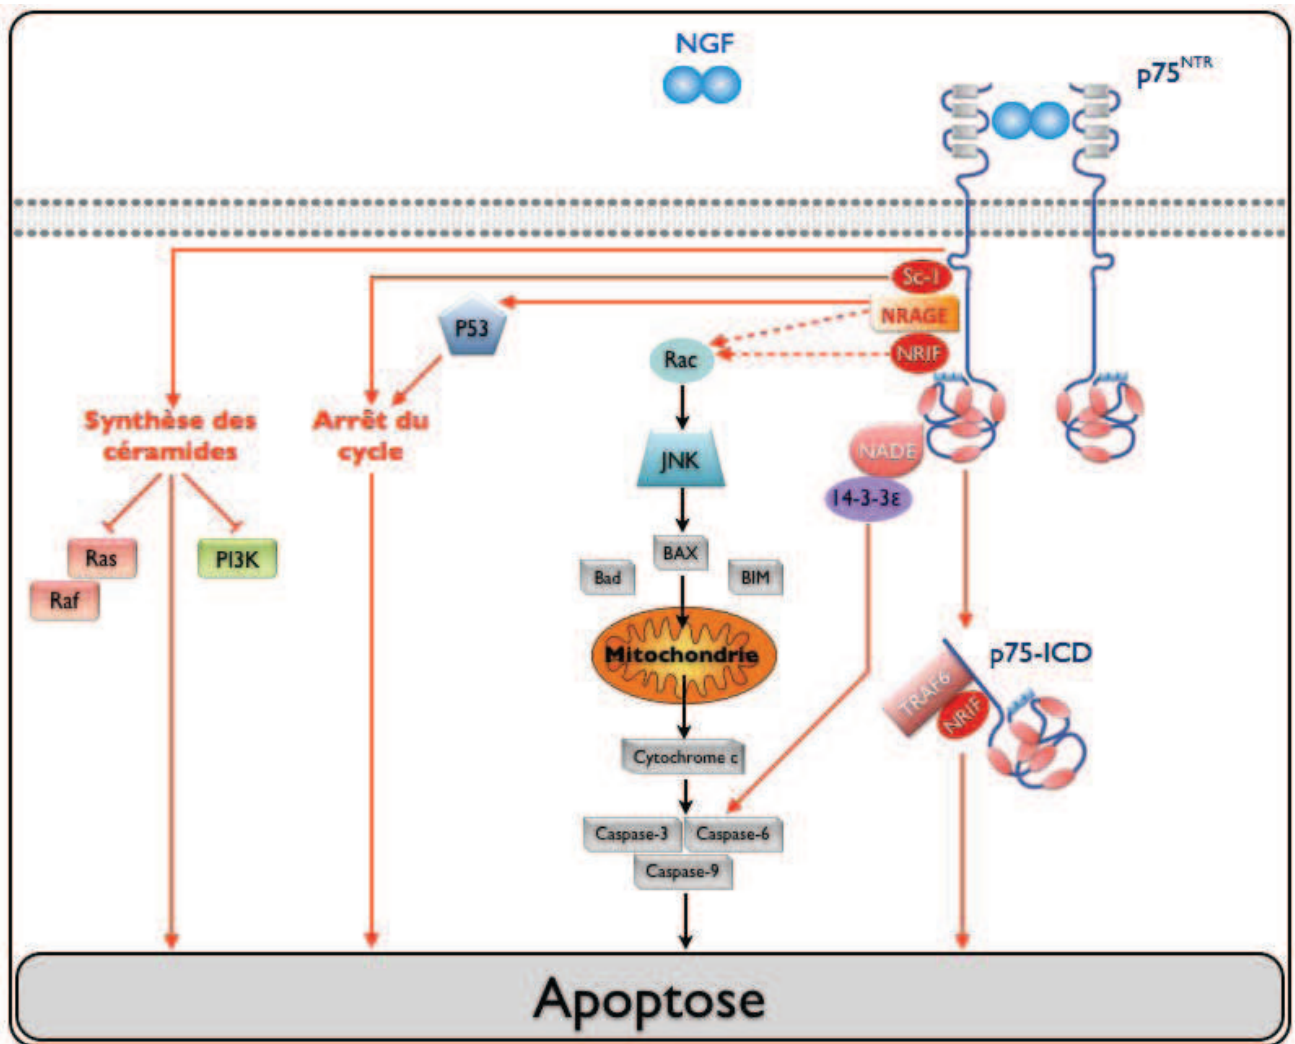 NGF
p75NTR
Sc-1
NRAGE
P53
NRIF
Rac
Synthèse des
céramides
Arrêt du
cycle
NADE
JNK
14-3-3ε
Ras
PI3K
BAX
Bad
BIM
Raf
Mitochondrie
p75-ICD
TRAF6
NRIF
Cytochrome c
Caspase-3
Caspase-6
Caspase-9
Apoptose